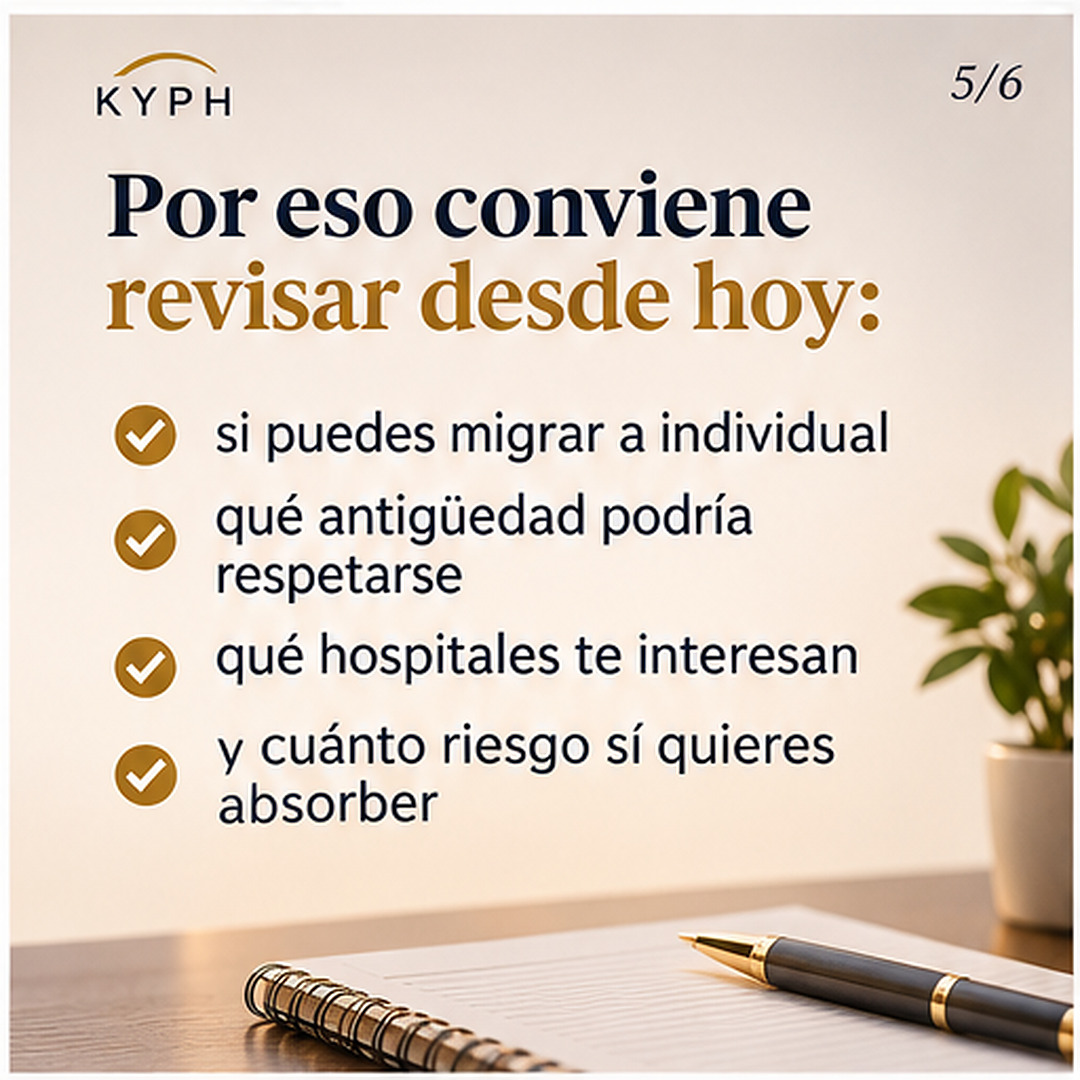 KYPH
5/6
Por eso conviene
revisar desde hoy:
si puedes migrar a individual
qué antigüedad podría
respetarse
qué hospitales te interesan
y cuánto riesgo sí quieres
absorber